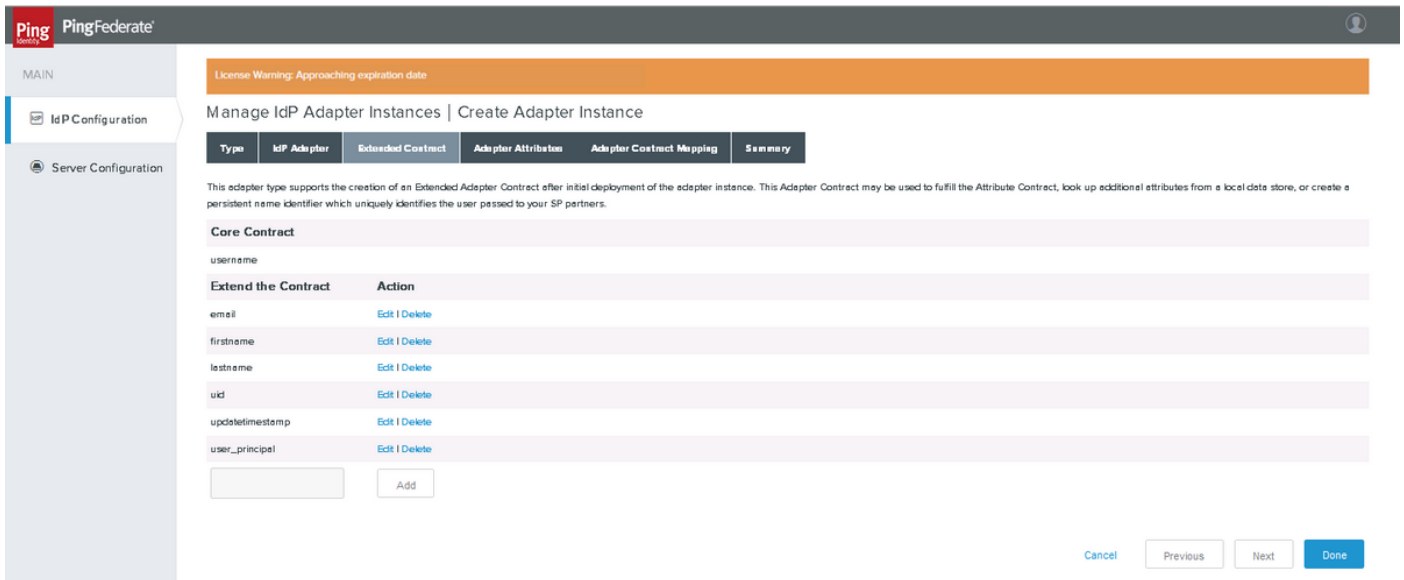 Ping
Identity
PingFederate
MAIN
License Warning: Approaching expiration date
IdP
IdP Configuration
Manage IdP Adapter Instances | Create Adapter Instance
Type IdP Adapter Extended Contract Adapter Attributes Adapter Contract Mapping Summary
Server Configuration
This adapter type supports the creation of an Extended Adapter Contract after initial deployment of the adapter instance. This Adapter Contract may be used to fulfill the Attribute Contract, look up additional attributes from a local data store, or create a
persistent name identifier which uniquely identifies the user passed to your SP partners.
Core Contract
username
Extend the Contract Action
email Edit | Delete
firstname Edit | Delete
lastname Edit | Delete
uid Edit | Delete
updatetimestamp Edit | Delete
user_principal Edit | Delete
Add
Cancel Previous Next Done